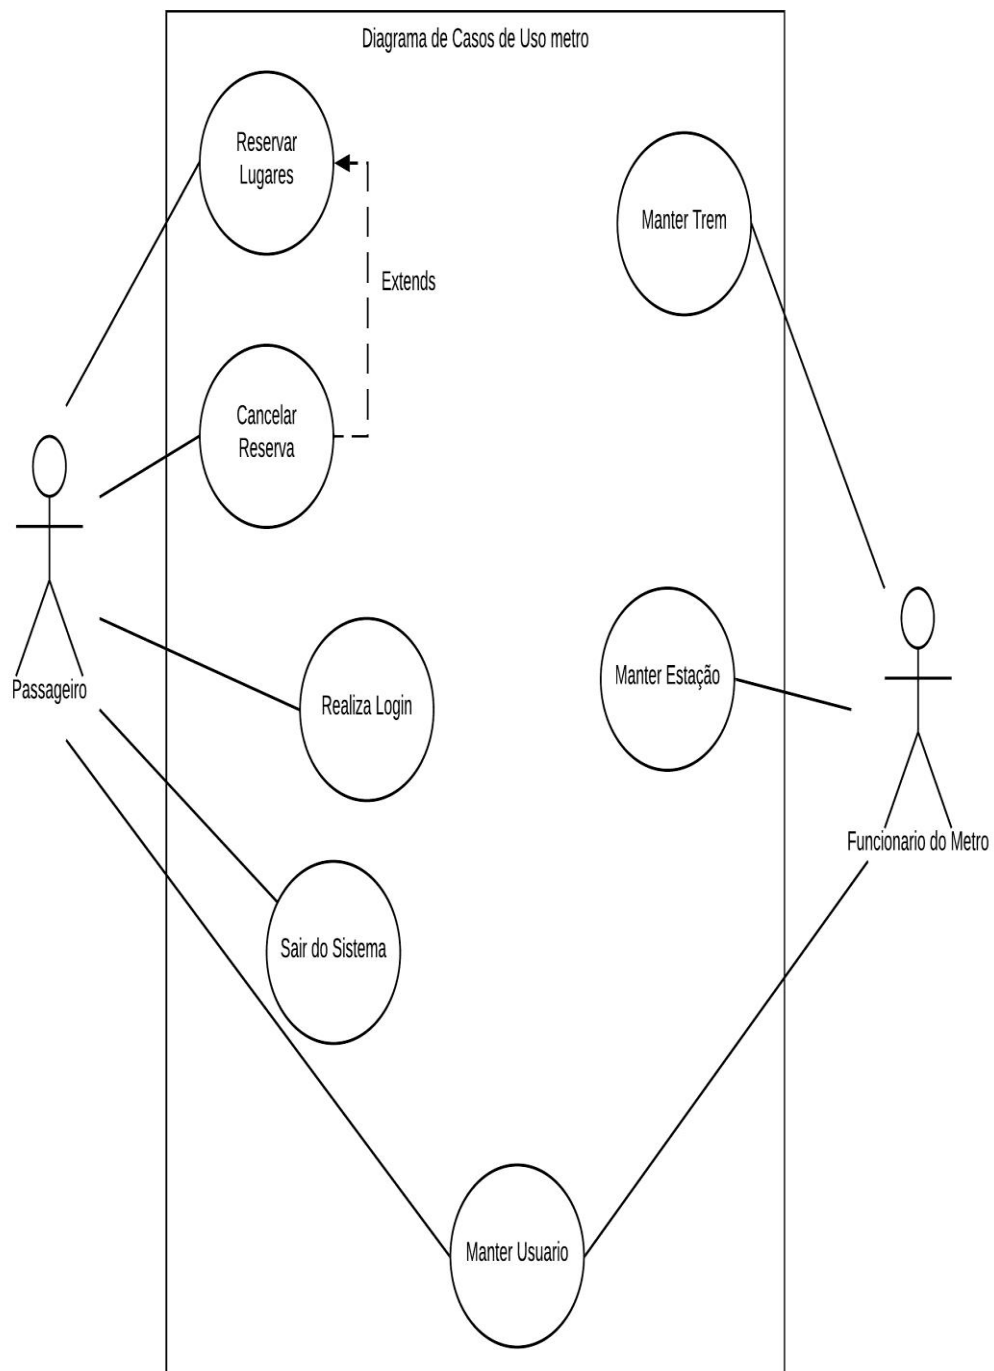 Diagrama de Casos de Uso metro
Reservar
Lugares
Manter Trem
Extends
Cancelar
Reserva
Passageiro
Manter Estação
Realiza Login
Funcionario do Metro
Sair do Sistema
Manter Usuario